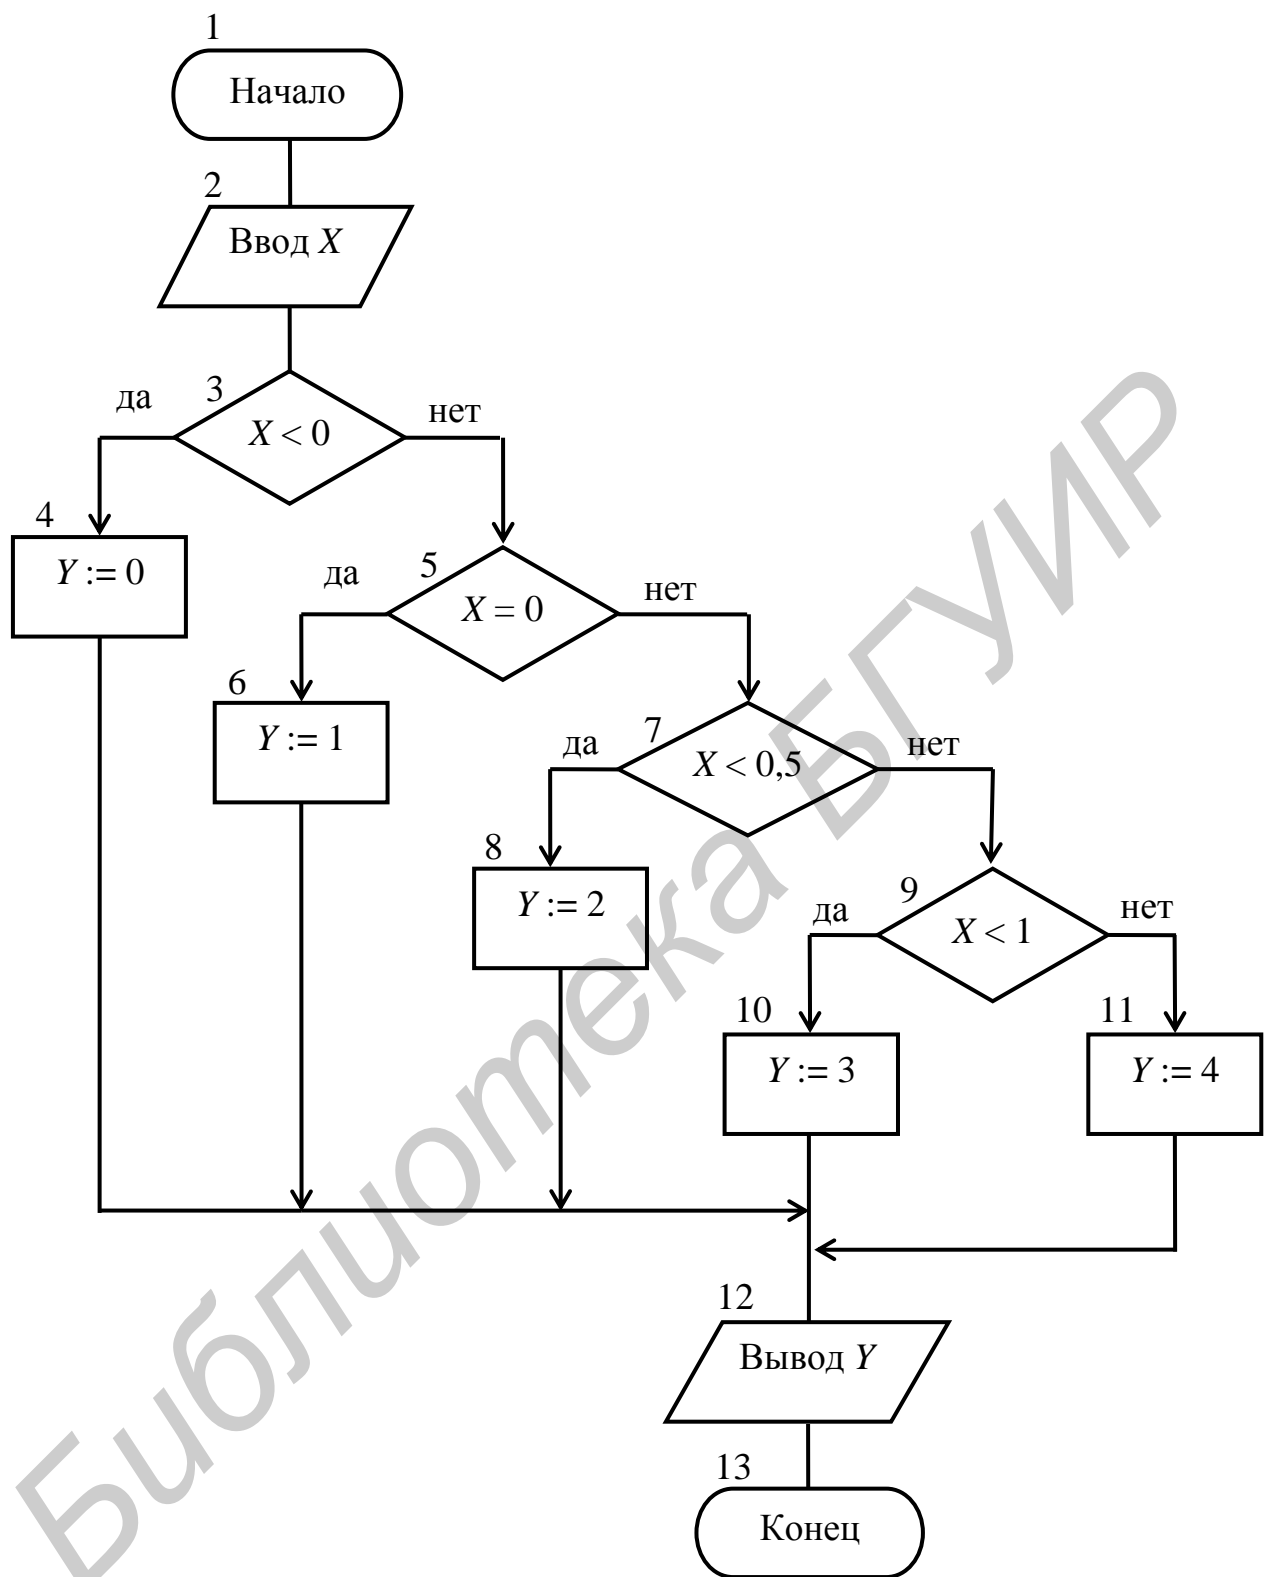 1
Начало
2
Ввод X
3
да
нет
X < 0
4
Y := 0
5
да
нет
X = 0
6
Y := 1
7
да
нет
X < 0,5
8
Y := 2
9
да
нет
X < 1
10
Y := 3
11
Y := 4
12
Вывод Y
13
Конец
Библиотека БГУИР